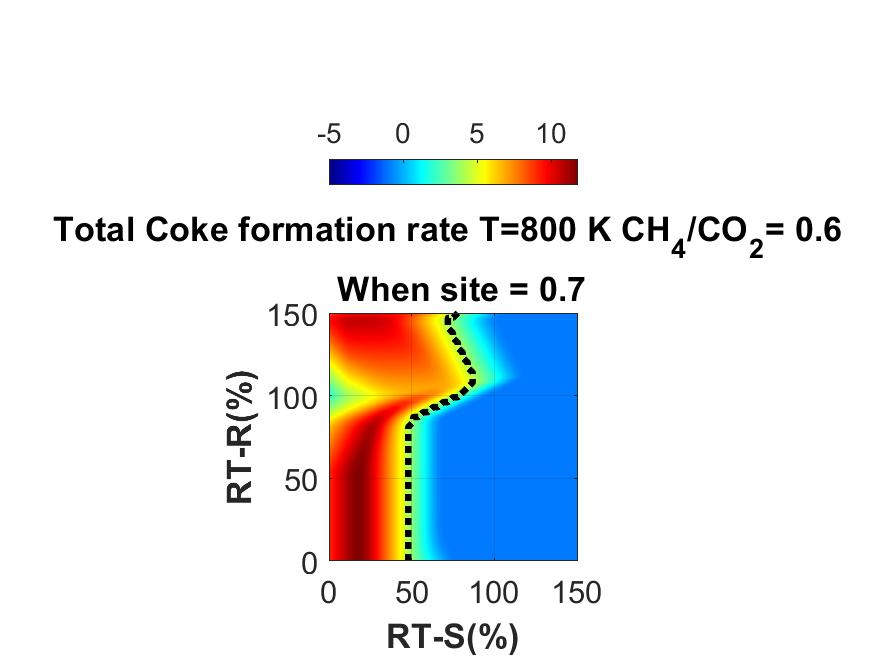 -5 0 5 10
Total Coke formation rate T=800 K CH4/CO2= 0.6
When site = 0.7
150
100
50
0
RT-R(%)
0 50 100 150
RT-S(%)